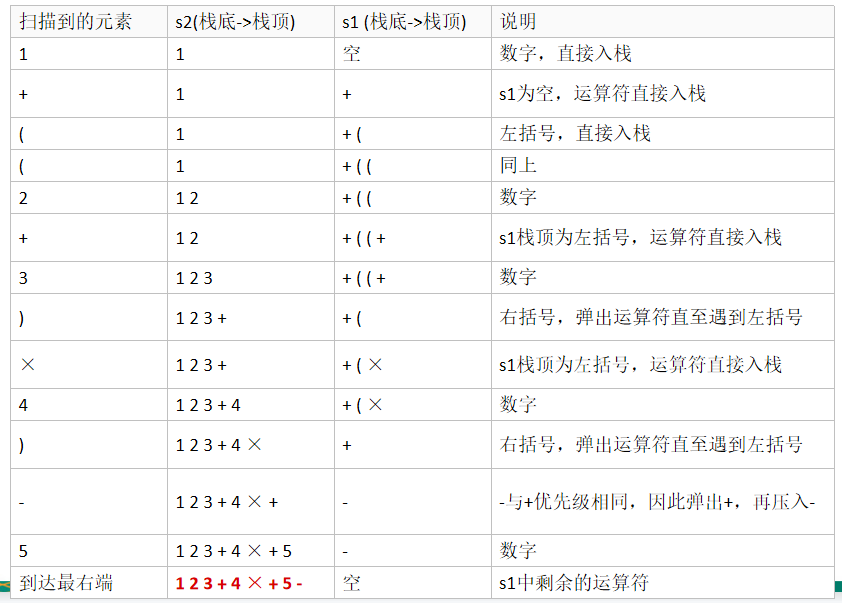 扫描到的元素 s2(栈底->栈顶) s1 (栈底->栈顶) 说明
1 1 空 数字，直接入栈
+ 1 + s1为空，运算符直接入栈
( 1 + ( 左括号，直接入栈
( 1 + ( ( 同上
2 1 2 + ( ( 数字
+ 1 2 + ( ( + s1栈顶为左括号，运算符直接入栈
3 1 2 3 + ( ( + 数字
) 1 2 3 + + ( 右括号，弹出运算符直至遇到左括号
× 1 2 3 + + ( × s1栈顶为左括号，运算符直接入栈
4 1 2 3 + 4 + ( × 数字
) 1 2 3 + 4 × + 右括号，弹出运算符直至遇到左括号
- 1 2 3 + 4 × + - -与+优先级相同，因此弹出+，再压入-
5 1 2 3 + 4 × + 5 - 数字
到达最右端 1 2 3 + 4 × + 5 - 空 s1中剩余的运算符